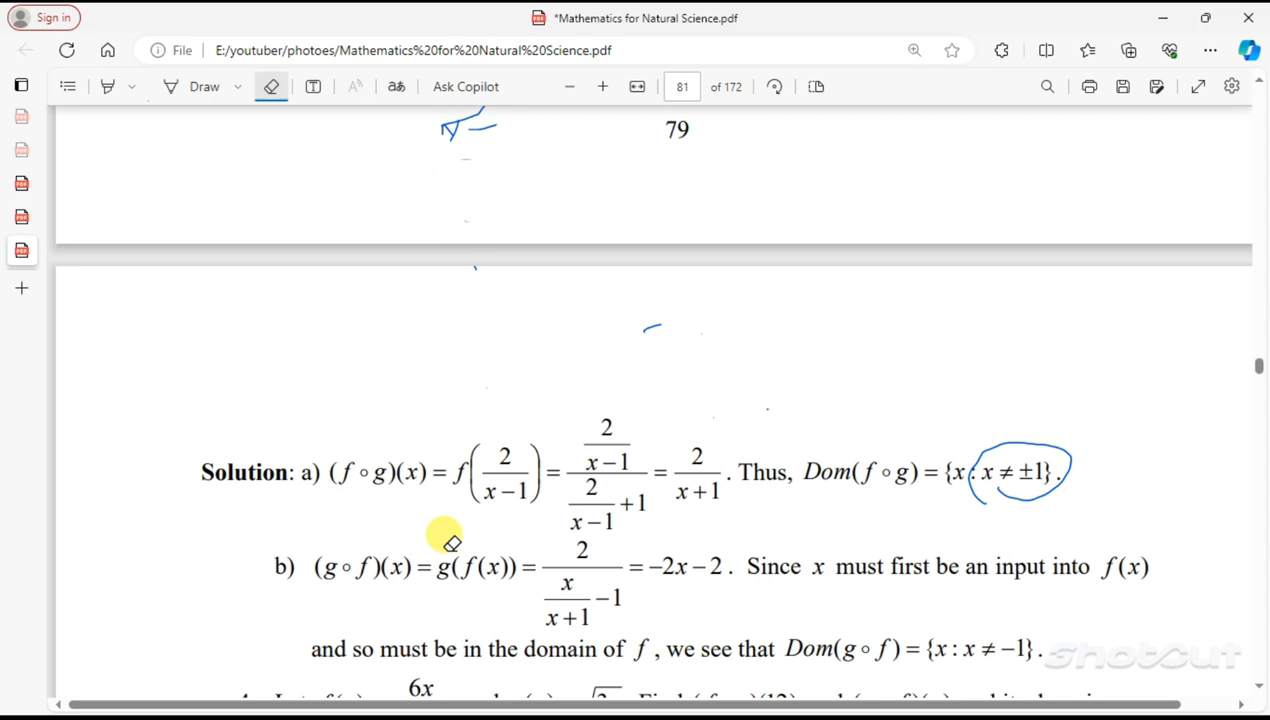 Sign in
*Mathematics for Natural Science.pdf
File
E:/youtuber/photoes/Mathematics%20for%20Natural%20Science.pdf
Draw
T
aあ
Ask Copilot
81 of 172
79
Solution: a) (f ∘ g)(x) = f(2/(x−1)) = (2/(x−1))/(2/(x−1) + 1) = 2/(x+1). Thus, Dom(f ∘ g) = {x : x ≠ ±1}.
b) (g ∘ f)(x) = g(f(x)) = 2/(x/(x+1) − 1) = −2x − 2. Since x must first be an input into f(x)
and so must be in the domain of f, we see that Dom(g ∘ f) = {x : x ≠ −1}.
6x
Shotcut